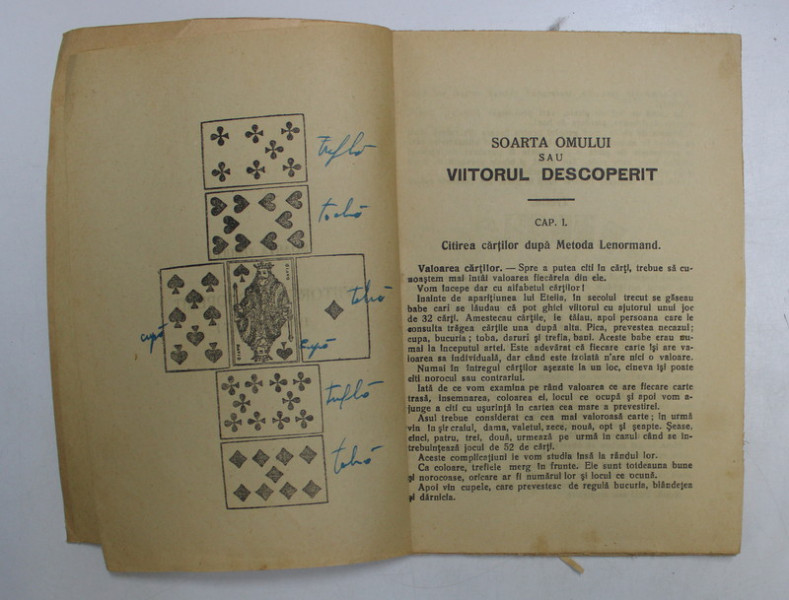 treflă
tobă
tobă
cupă
cupă
treflă
tobă
SOARTA OMULUI
SAU
VIITORUL DESCOPERIT
CAP. I.
Citirea cărților după Metoda Lenormand.
Valoarea cărților. — Spre a putea citi în cărți, trebue să cu-
noaștem mai întâi valoarea fiecărela din ele.
Vom începe dar cu alfabetul cărților!
Inainte de aparițiunea lui Etella, în secolul trecut se găseau
babe cari se lăudau că pot ghici viitorul cu ajutorul unui joc
de 32 cărți. Amestecau cărțile, le tăiau, apoi persoana care le
consulta trăgea cărțile una după alta. Pica, prevestea necazul;
cupa, bucuria; toba, daruri și trefla, bani. Aceste babe erau nu-
mai la începutul artei. Este adevărat că fiecare carte își are va-
loarea sa individuală, dar când este izolată n'are nici o valoare.
Numai în întregul cărților așezate la un loc, cineva își poate
citi norocul sau contrariul.
Iată de ce vom examina pe rând valoarea ce are fiecare carte
trasă, însemnarea, coloarea ei, locul ce ocupă și apoi vom a-
junge a citi cu ușurință în cartea cea mare a prevestirei.
Asul trebue considerat ca cea mai valoroasă carte; în urmă
vin în șir craiul, dama, valetul, zece, nouă, opt și șeapte. Șease,
cinci, patru, trei, două, urmează pe urmă în cazul când se în-
trebuințează jocul de 52 de cărți.
Aceste complicațiuni le vom studia însă la rândul lor.
Ca coloare, treflele merg în frunte. Ele sunt totdeauna bune
și norocoase, oricare ar fi numărul lor și locul ce ocupă.
Apoi vin cupele, care prevestesc de regulă bucuria, blândețea
și dărnicia.